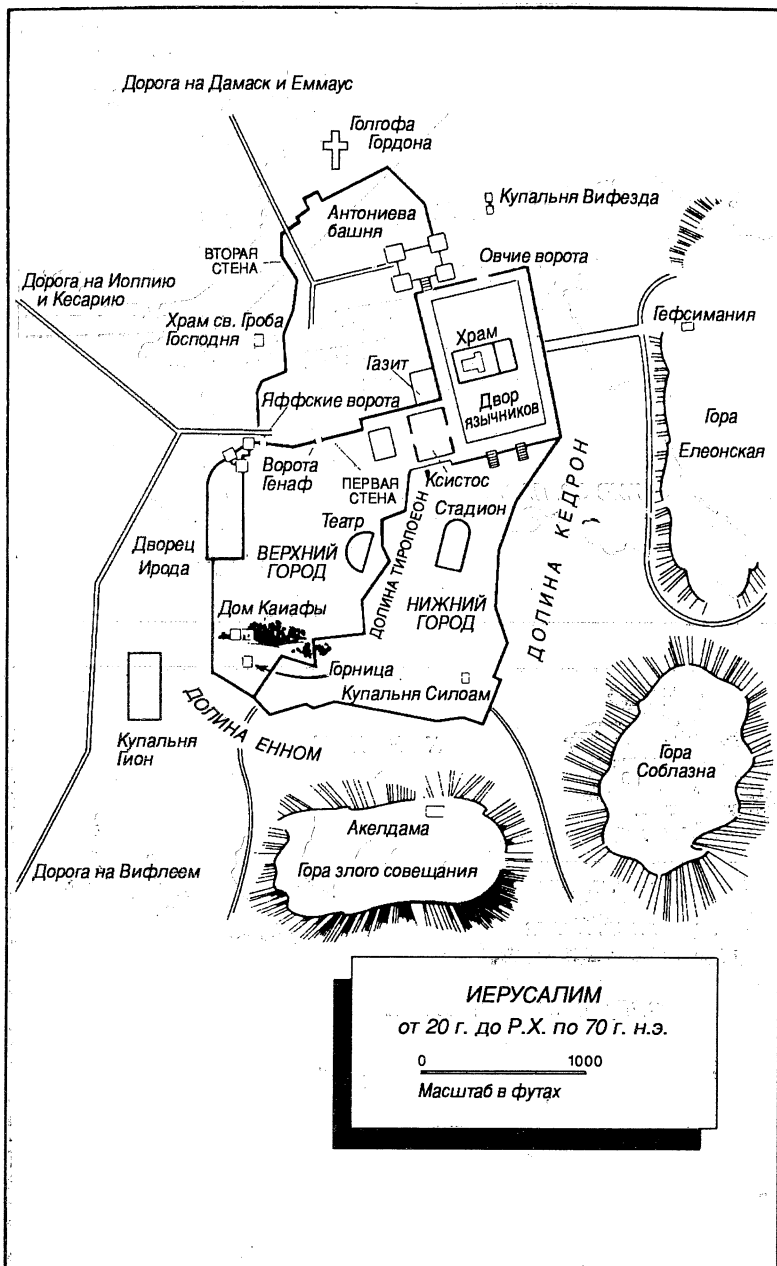 Дорога на Дамаск и Еммаус
Голгофа
Гордона
Купальня Вифезда
Антониева
башня
ВТОРАЯ
СТЕНА
Овчие ворота
Дорога на Иоппию
и Кесарию
Храм св. Гроба
Господня
Гефсимания
Храм
Газит
Двор
язычников
Яффские ворота
Гора
Елеонская
Ворота
Генаф
ПЕРВАЯ
СТЕНА
Ксистос
Стадион
Театр
ДОЛИНА ТИРОПОЕОН
ДОЛИНА КЕДРОН
Дворец
Ирода
ВЕРХНИЙ
ГОРОД
НИЖНИЙ
ГОРОД
Дом Каиафы
Горница
Купальня Силоам
ДОЛИНА ЕННОМ
Купальня
Гион
Гора
Соблазна
Акелдама
Гора злого совещания
Дорога на Вифлеем
ИЕРУСАЛИМ
от 20 г. до Р.Х. по 70 г. н.э.
0 1000
Масштаб в футах